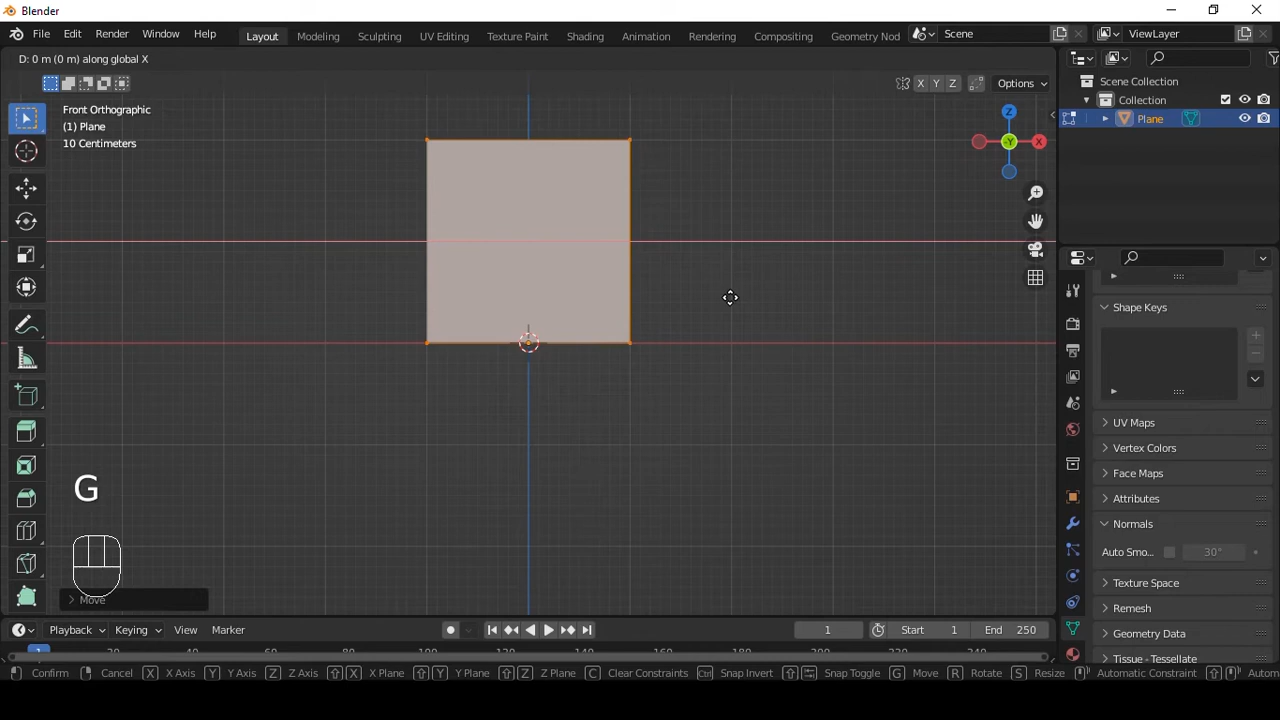 Blender
File Edit Render Window Help
Layout Modeling Sculpting UV Editing Texture Paint Shading Animation Rendering Compositing Geometry Nod
Scene
ViewLayer
D: 0 m (0 m) along global X
X Y Z
Options
Front Orthographic
(1) Plane
10 Centimeters
Z
X
-Y
Scene Collection
Collection
Plane
Shape Keys
UV Maps
Vertex Colors
Face Maps
Attributes
Normals
Auto Smo... 30°
Texture Space
Remesh
Geometry Data
Tissue - Tessellate
G
Move
Playback Keying View Marker
1
Start 1
End 250
1
Confirm Cancel X X Axis Y Y Axis Z Z Axis X X Plane Y Y Plane Z Z Plane C Clear Constraints Ctrl Snap Invert Snap Toggle G Move R Rotate S Resize Automatic Constraint Autom